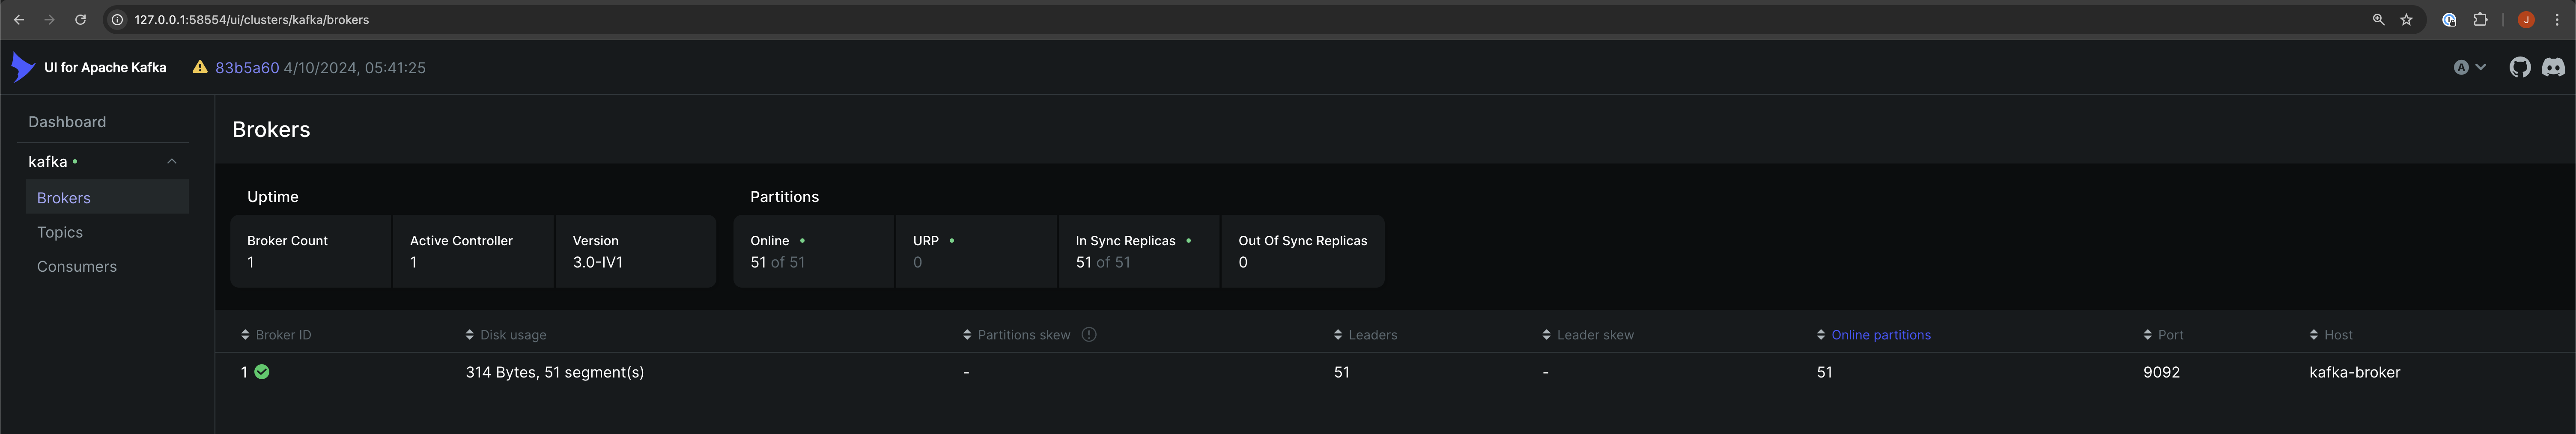 127.0.0.1:58554/ui/clusters/kafka/brokers
J
UI for Apache Kafka 83b5a60 4/10/2024, 05:41:25
A
Dashboard
kafka
Brokers
Topics
Consumers
Brokers
Uptime
Broker Count
1
Active Controller
1
Version
3.0-IV1
Partitions
Online
51 of 51
URP
0
In Sync Replicas
51 of 51
Out Of Sync Replicas
0
Broker ID Disk usage Partitions skew Leaders Leader skew Online partitions Port Host
1 314 Bytes, 51 segment(s) - 51 - 51 9092 kafka-broker